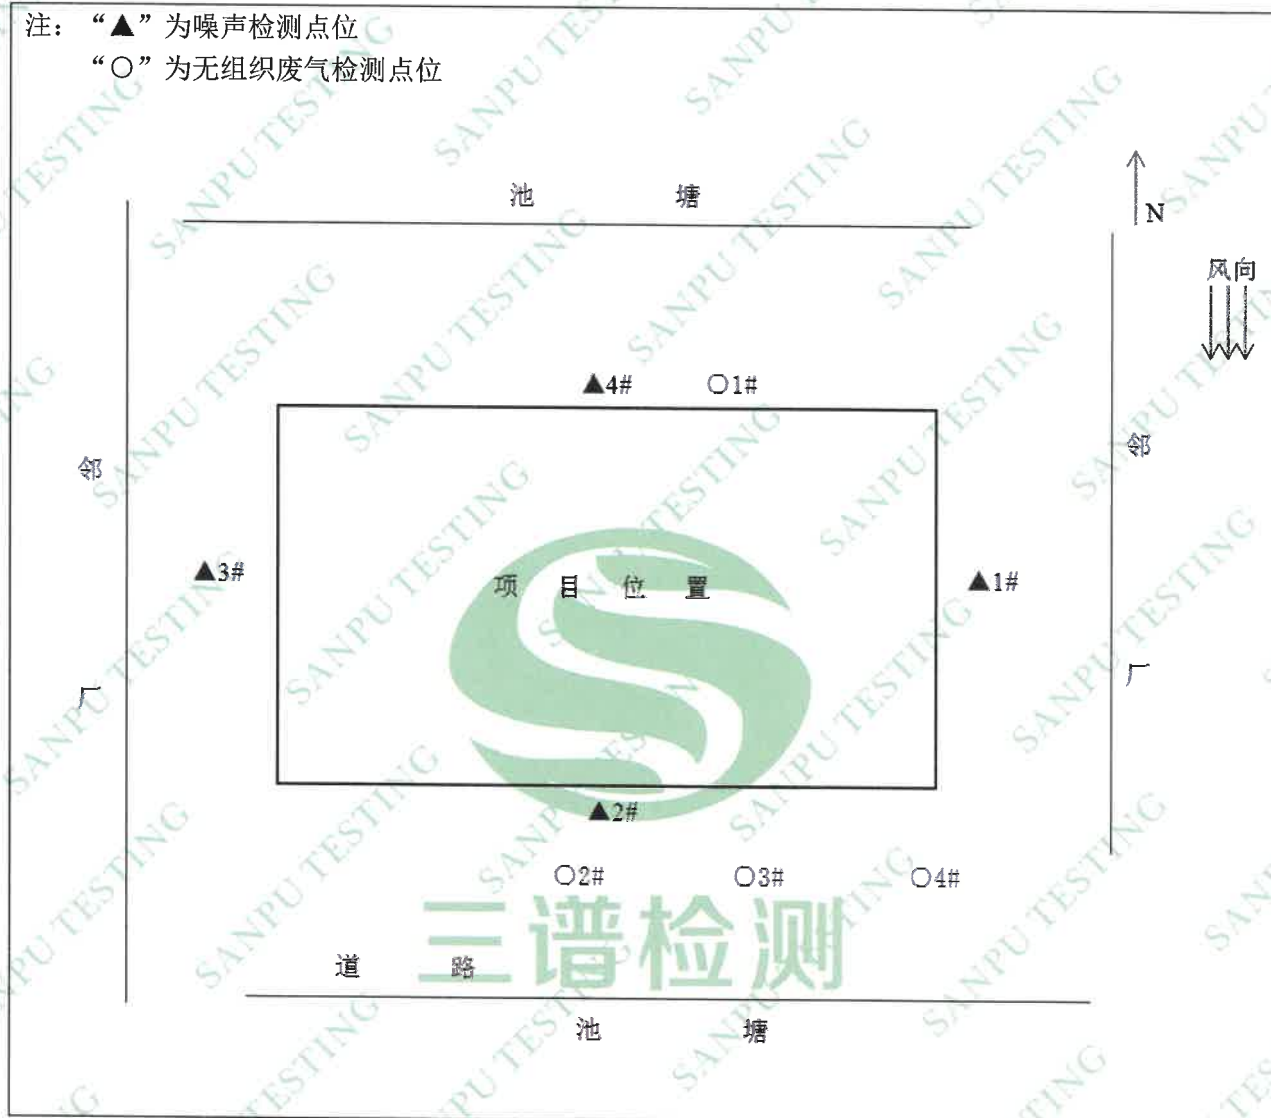 注：“▲”为噪声检测点位
“○”为无组织废气检测点位
池 塘
N
风向
▲4# ○1#
邻 厂
邻 厂
▲3#
项 目 位 置
▲1#
▲2#
○2# ○3# ○4#
三谱检测
道 路
池 塘
SANPU TESTING